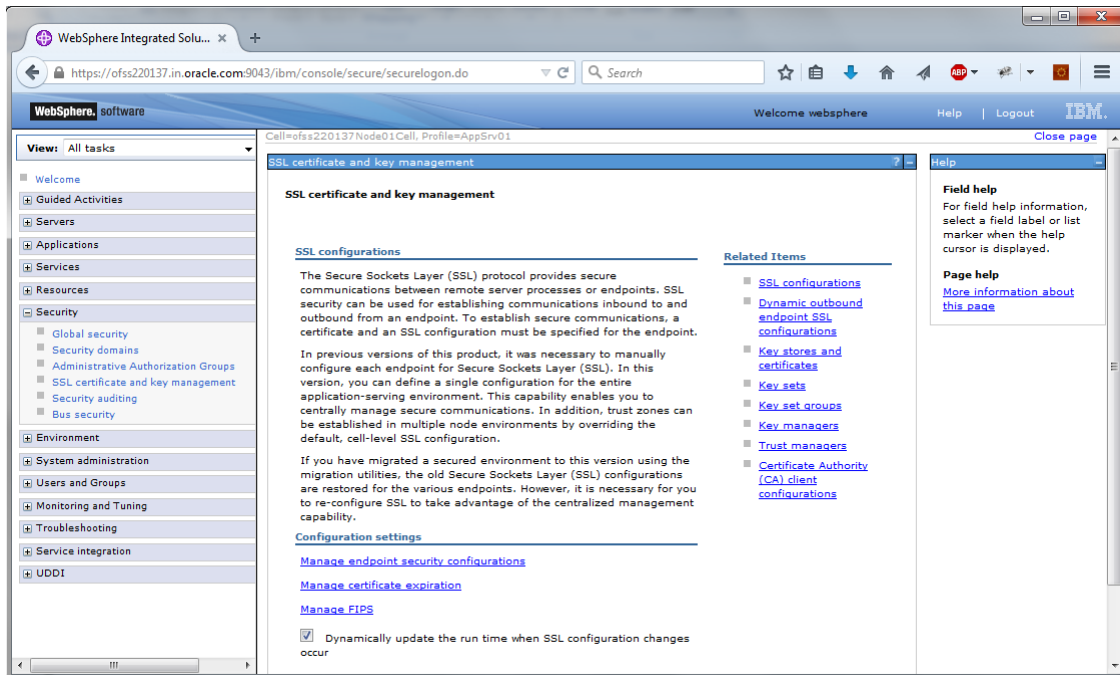 WebSphere Integrated Solu... × +
https://ofss220137.in.oracle.com:9043/ibm/console/secure/securelogon.do
Search
ABP
WebSphere. software
Welcome websphere
Help | Logout
IBM.
Cell=ofss220137Node01Cell, Profile=AppSrv01
Close page
View: All tasks
Welcome
Guided Activities
Servers
Applications
Services
Resources
Security
Global security
Security domains
Administrative Authorization Groups
SSL certificate and key management
Security auditing
Bus security
Environment
System administration
Users and Groups
Monitoring and Tuning
Troubleshooting
Service integration
UDDI
SSL certificate and key management ? -
SSL certificate and key management
SSL configurations
The Secure Sockets Layer (SSL) protocol provides secure
communications between remote server processes or endpoints. SSL
security can be used for establishing communications inbound to and
outbound from an endpoint. To establish secure communications, a
certificate and an SSL configuration must be specified for the endpoint.
In previous versions of this product, it was necessary to manually
configure each endpoint for Secure Sockets Layer (SSL). In this
version, you can define a single configuration for the entire
application-serving environment. This capability enables you to
centrally manage secure communications. In addition, trust zones can
be established in multiple node environments by overriding the
default, cell-level SSL configuration.
If you have migrated a secured environment to this version using the
migration utilities, the old Secure Sockets Layer (SSL) configurations
are restored for the various endpoints. However, it is necessary for you
to re-configure SSL to take advantage of the centralized management
capability.
Configuration settings
Manage endpoint security configurations
Manage certificate expiration
Manage FIPS
Dynamically update the run time when SSL configuration changes
occur
Related Items
SSL configurations
Dynamic outbound
endpoint SSL
configurations
Key stores and
certificates
Key sets
Key set groups
Key managers
Trust managers
Certificate Authority
(CA) client
configurations
Help -
Field help
For field help information,
select a field label or list
marker when the help
cursor is displayed.
Page help
More information about
this page